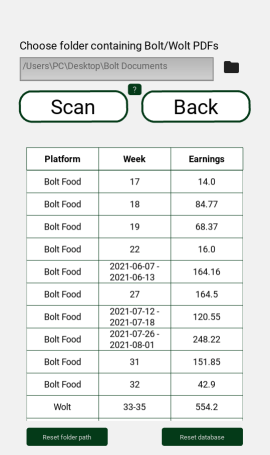 Choose folder containing Bolt/Wolt PDFs
/Users\PC\Desktop\Bolt Documents
?
Scan Back
Platform Week Earnings
Bolt Food 17 14.0
Bolt Food 18 84.77
Bolt Food 19 68.37
Bolt Food 22 16.0
Bolt Food 2021-06-07 - 164.16
2021-06-13
Bolt Food 27 164.5
Bolt Food 2021-07-12 - 120.55
2021-07-18
Bolt Food 2021-07-26 - 248.22
2021-08-01
Bolt Food 31 151.85
Bolt Food 32 42.9
Wolt 33-35 554.2
Reset folder path Reset database